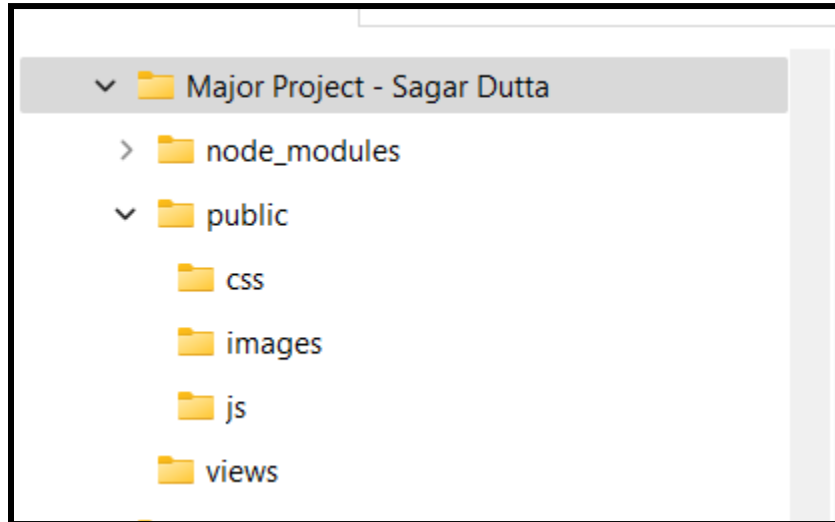 Major Project - Sagar Dutta
node_modules
public
css
images
js
views